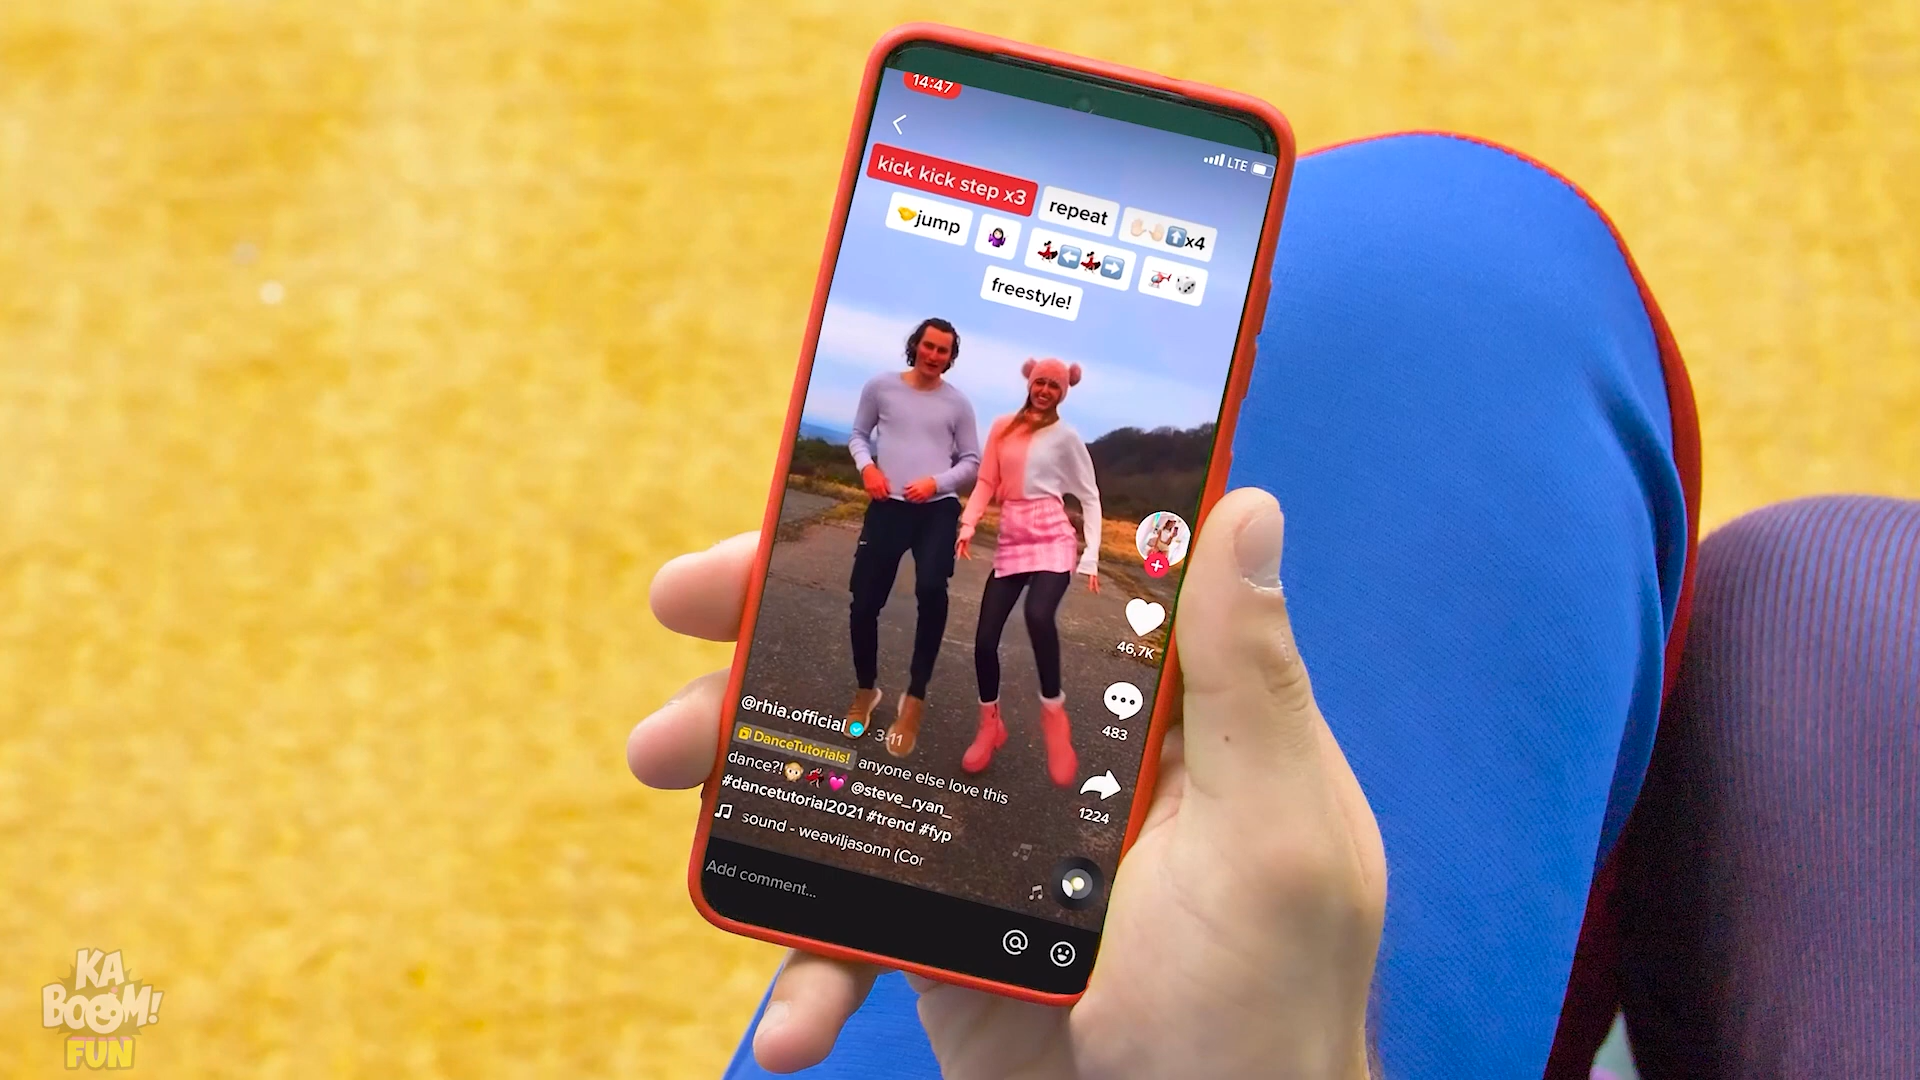 14:47
LTE
kick kick step x3
repeat
x4
jump
freestyle!
46,7K
483
1224
@rhia.official · 3-11
DanceTutorials! anyone else love this
dance?! @steve_ryan_
#dancetutorial2021 #trend #fyp
sound - weaviljasonn (Cor
Add comment...
@
KA
BOOM!
FUN